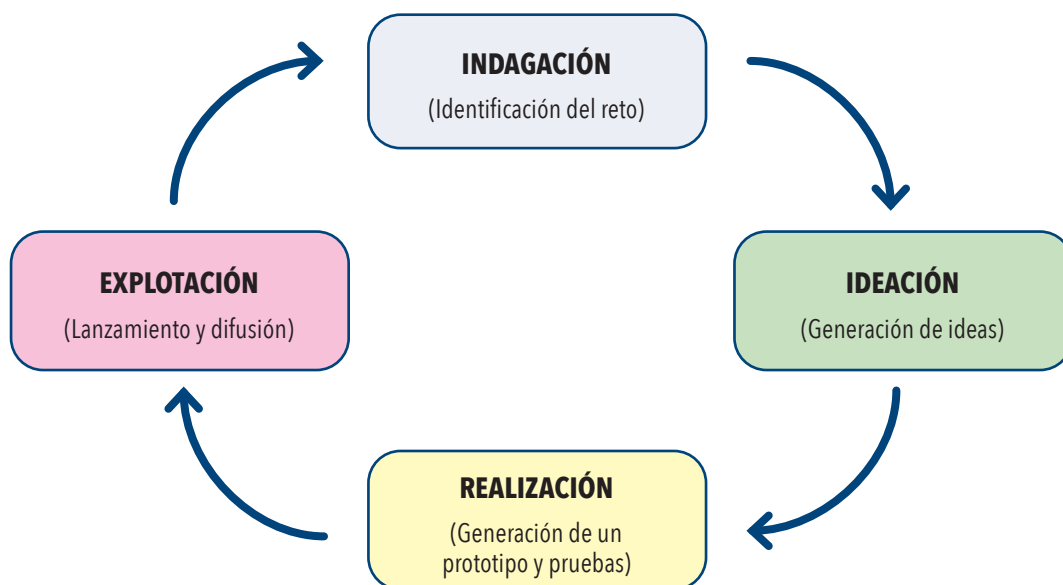 INDAGACIÓN
(Identificación del reto)
EXPLOTACIÓN
(Lanzamiento y difusión)
IDEACIÓN
(Generación de ideas)
REALIZACIÓN
(Generación de un
prototipo y pruebas)